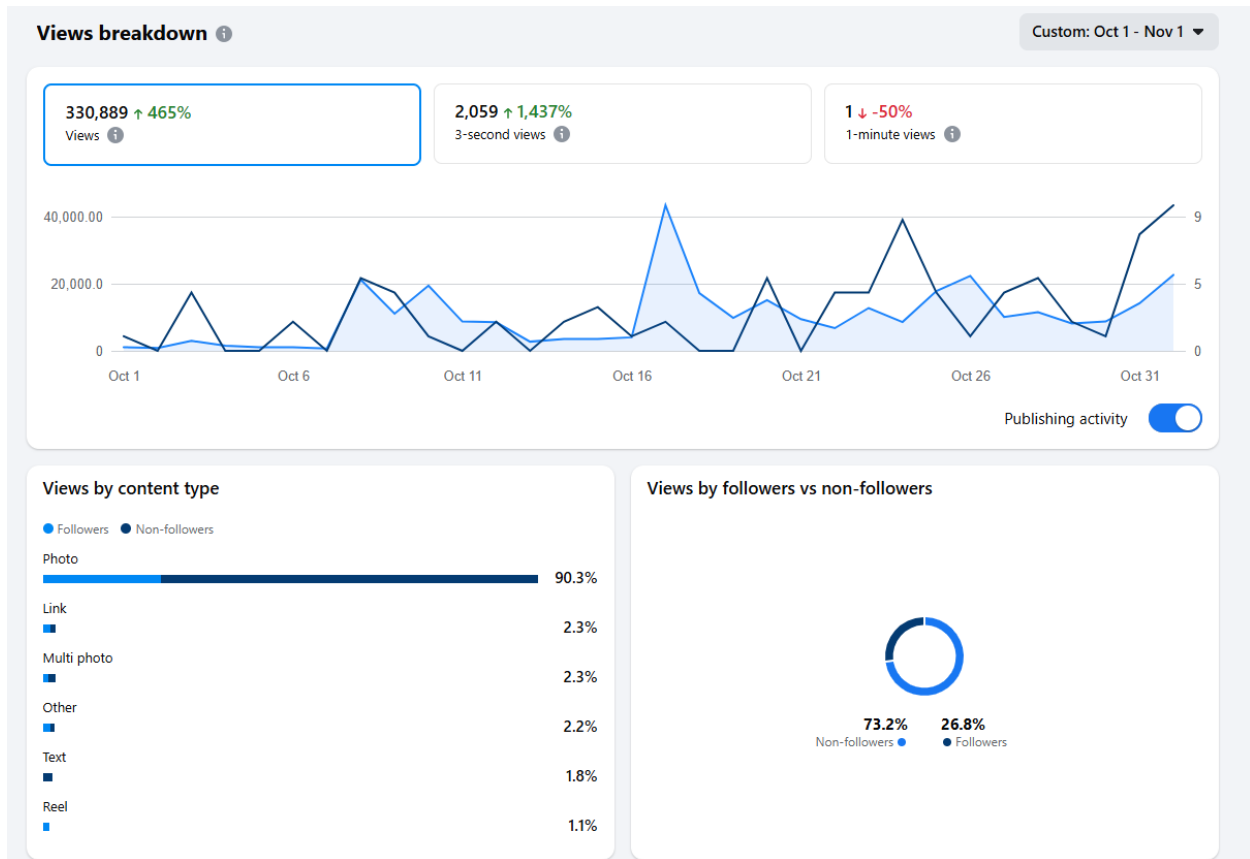 Views breakdown
Custom: Oct 1 - Nov 1
330,889 ↑ 465%
Views
2,059 ↑ 1,437%
3-second views
1 ↓ -50%
1-minute views
40,000.00
20,000.0
0
9
5
0
Oct 1 Oct 6 Oct 11 Oct 16 Oct 21 Oct 26 Oct 31
Publishing activity
Views by content type
Followers Non-followers
Photo
90.3%
Link
2.3%
Multi photo
2.3%
Other
2.2%
Text
1.8%
Reel
1.1%
Views by followers vs non-followers
73.2% 26.8%
Non-followers Followers